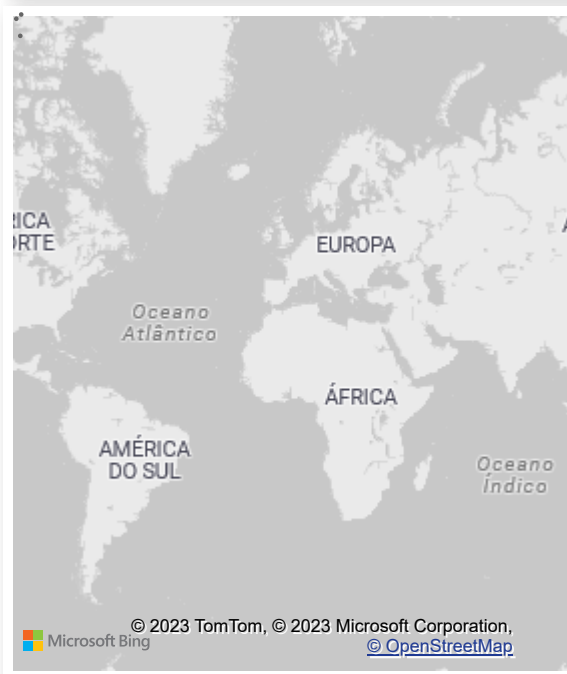 RICA
ORTE
EUROPA
Oceano
Atlântico
ÁFRICA
AMÉRICA
DO SUL
Oceano
Índico
© 2023 TomTom, © 2023 Microsoft Corporation,
Microsoft Bing
© OpenStreetMap